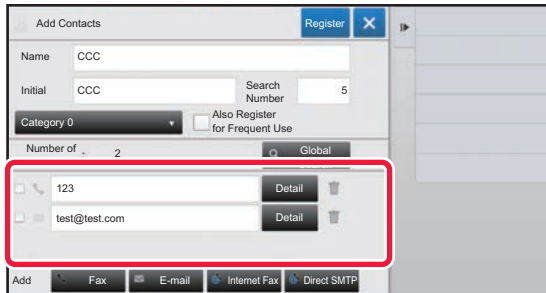 Add Contacts Register
Name CCC
Initial CCC Search Number 5
Category 0 Also Register for Frequent Use
Number of 2 Global
123 Detail
test@test.com Detail
Add Fax E-mail Internet Fax Direct SMTP